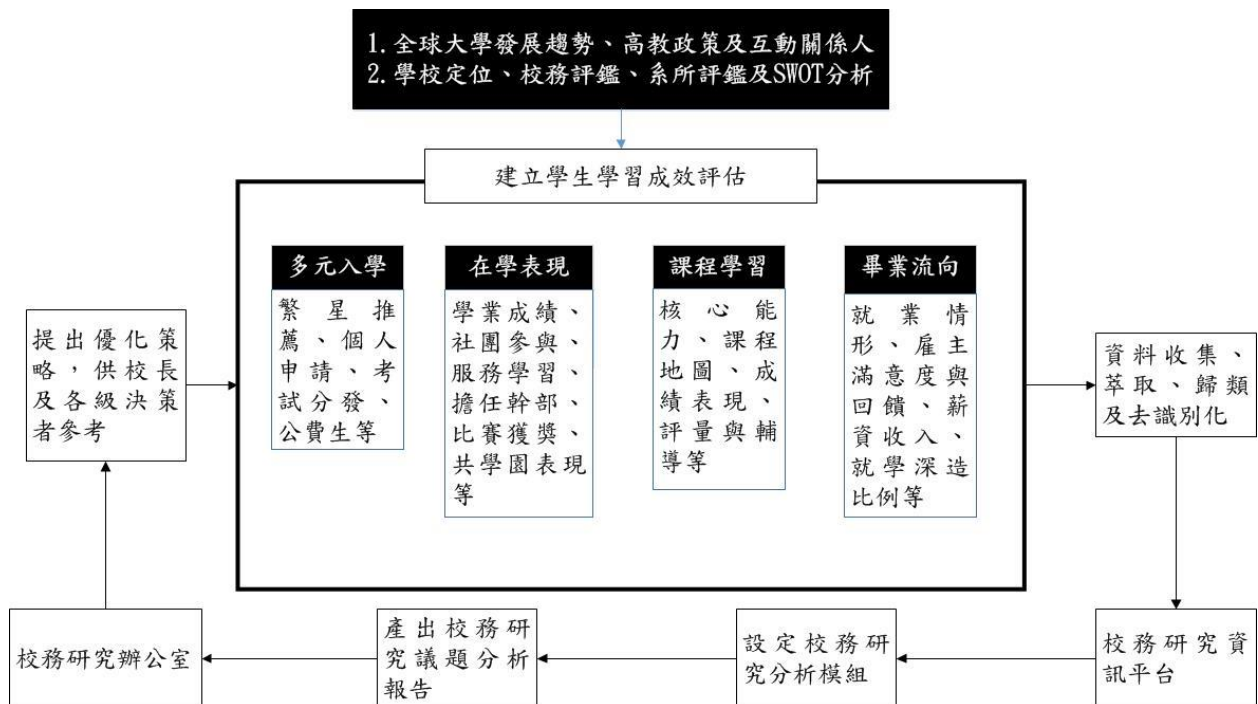 1.全球大學發展趨勢、高教政策及互動關係人
2.學校定位、校務評鑑、系所評鑑及SWOT分析
建立學生學習成效評估
多元入學
繁星推
薦、個人
申請、考
試分發、
公費生等
在學表現
學業成績、
社團參與、
服務學習、
擔任幹部、
比賽獲獎、
共學園表現
等
課程學習
核心能
力、課程
地圖、成
績表現、
評量與輔
導等
畢業流向
就業情
形、雇主
滿意度與
回饋、薪
資收入、
就學深造
比例等
資料收集、
萃取、歸類
及去識別化
校務研究資
訊平台
設定校務研
究分析模組
產出校務研
究議題分析
報告
校務研究辦公室
提出優化策
略，供校長
及各級決策
者參考